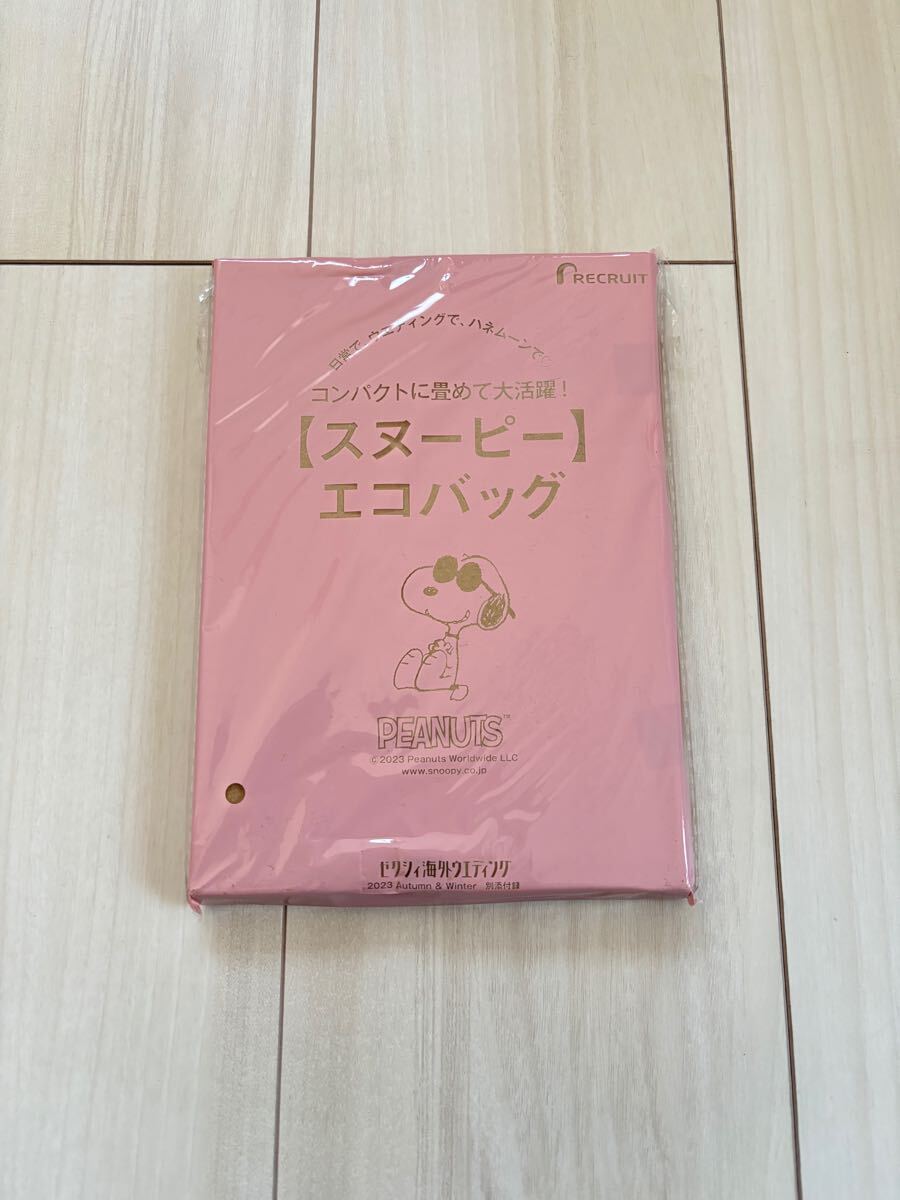 RECRUIT
日常で、ウエディングで、ハネムーンで♡
コンパクトに畳めて大活躍！
【スヌーピー】
エコバッグ
PEANUTS™
© 2023 Peanuts Worldwide LLC
www.snoopy.co.jp
ゼクシィ海外ウエディング
2023 Autumn & Winter 別添付録